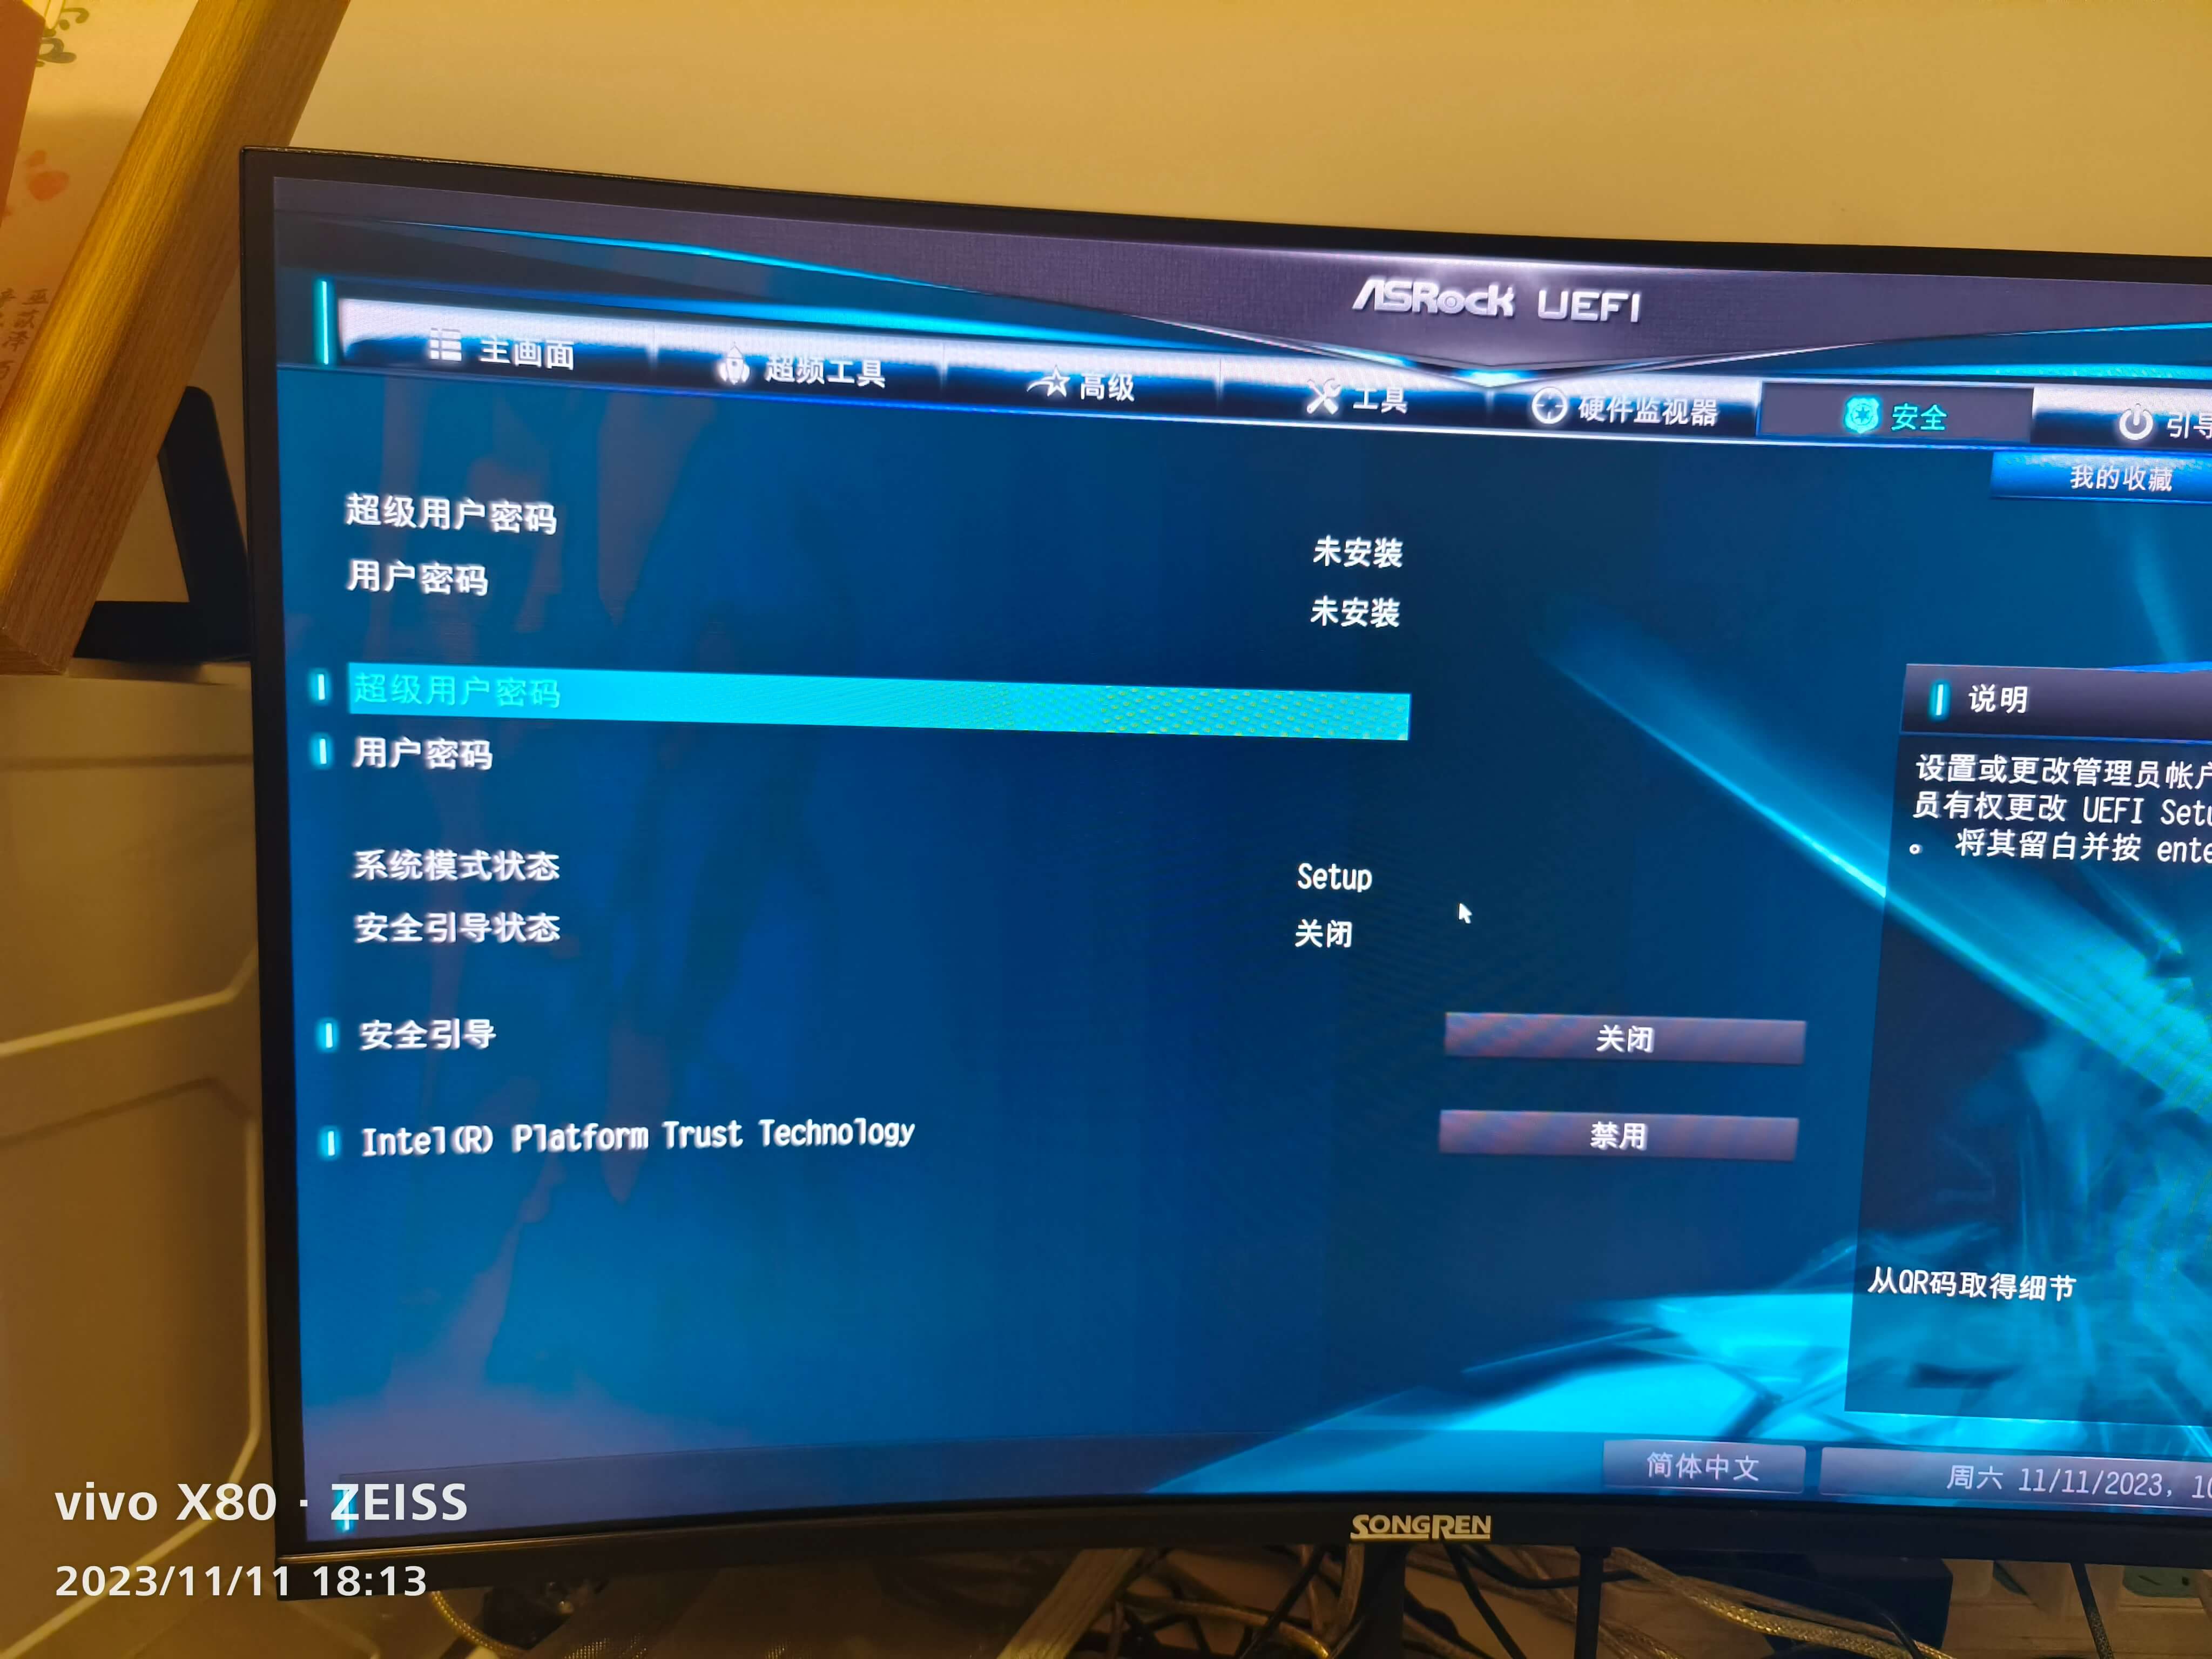 ASRock UEFI
主画面
超频工具
高级
工具
硬件监视器
安全
引导
我的收藏
超级用户密码 未安装
用户密码 未安装
超级用户密码
用户密码
系统模式状态 Setup
安全引导状态 关闭
安全引导 关闭
Intel(R) Platform Trust Technology 禁用
说明
设置或更改管理员帐户
员有权更改 UEFI Setu
。 将其留白并按 ente
从QR码取得细节
简体中文
周六 11/11/2023, 10
SONGREN
vivo X80 · ZEISS
2023/11/11 18:13